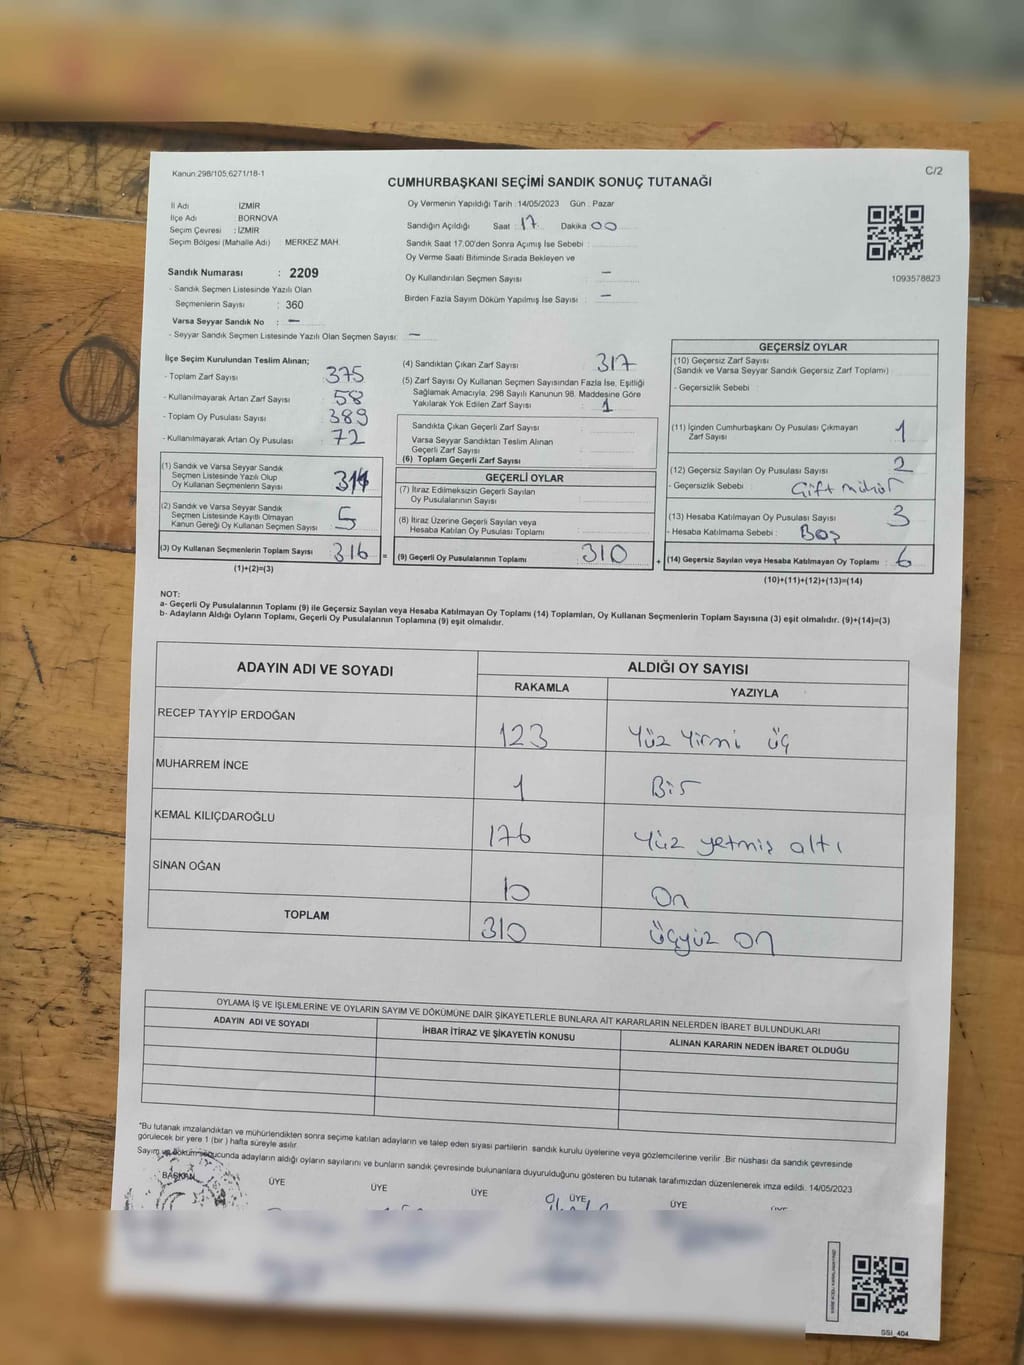 Kanun:298/105,6271/18-1
C/2
CUMHURBAŞKANI SEÇİMİ SANDIK SONUÇ TUTANAĞI
İl Adı : İZMİR
İlçe Adı : BORNOVA
Seçim Çevresi : İZMİR
Seçim Bölgesi (Mahalle Adı) MERKEZ MAH.
Oy Vermenin Yapıldığı Tarih : 14/05/2023 Gün : Pazar
Sandığın Açıldığı Saat : 17 Dakika 00
Sandık Saat 17.00'den Sonra Açımış İse Sebebi :
Oy Verme Saati Bitiminde Sırada Bekleyen ve
Oy Kullandırılan Seçmen Sayısı : —
Birden Fazla Sayım Döküm Yapılmış İse Sayısı : —
1093578823
Sandık Numarası : 2209
- Sandık Seçmen Listesinde Yazılı Olan
Seçmenlerin Sayısı : 360
Varsa Seyyar Sandık No : —
- Seyyar Sandık Seçmen Listesinde Yazılı Olan Seçmen Sayısı: —
İlçe Seçim Kurulundan Teslim Alınan;
- Toplam Zarf Sayısı : 375
- Kullanılmayarak Artan Zarf Sayısı : 58
- Toplam Oy Pusulası Sayısı : 389
- Kullanılmayarak Artan Oy Pusulası : 72
(1) Sandık ve Varsa Seyyar Sandık
Seçmen Listesinde Yazılı Olup
Oy Kullanan Seçmenlerin Sayısı :
(2) Sandık ve Varsa Seyyar Sandık
Seçmen Listesinde Kayıtlı Olmayan
Kanun Gereği Oy Kullanan Seçmen Sayısı : 5
(3) Oy Kullanan Seçmenlerin Toplam Sayısı : 316 =
(1)+(2)=(3)
(4) Sandıktan Çıkan Zarf Sayısı : 317
(5) Zarf Sayısı Oy Kullanan Seçmen Sayısından Fazla İse, Eşitliği
Sağlamak Amacıyla, 298 Sayılı Kanunun 98. Maddesine Göre
Yakılarak Yok Edilen Zarf Sayısı : 1
Sandıkta Çıkan Geçerli Zarf Sayısı :
Varsa Seyyar Sandıktan Teslim Alınan
Geçerli Zarf Sayısı :
(6) Toplam Geçerli Zarf Sayısı :
GEÇERLİ OYLAR
(7) İtiraz Edilmeksizin Geçerli Sayılan
Oy Pusulalarının Sayısı :
(8) İtiraz Üzerine Geçerli Sayılan veya
Hesaba Katılan Oy Pusulası Toplamı :
(9) Geçerli Oy Pusulalarının Toplamı : 310 +
GEÇERSİZ OYLAR
(10) Geçersiz Zarf Sayısı
(Sandık ve Varsa Seyyar Sandık Geçersiz Zarf Toplamı) :
- Geçersizlik Sebebi :
(11) İçinden Cumhurbaşkanı Oy Pusulası Çıkmayan
Zarf Sayısı : 1
(12) Geçersiz Sayılan Oy Pusulası Sayısı : 2
- Geçersizlik Sebebi : Çift mühür
(13) Hesaba Katılmayan Oy Pusulası Sayısı : 3
- Hesaba Katılmama Sebebi : Boş
(14) Geçersiz Sayılan veya Hesaba Katılmayan Oy Toplamı : 6
(10)+(11)+(12)+(13)=(14)
NOT:
a- Geçerli Oy Pusulalarının Toplamı (9) ile Geçersiz Sayılan veya Hesaba Katılmayan Oy Toplamı (14) Toplamları, Oy Kullanan Seçmenlerin Toplam Sayısına (3) eşit olmalıdır. (9)+(14)=(3)
b- Adayların Aldığı Oyların Toplamı, Geçerli Oy Pusulalarının Toplamına (9) eşit olmalıdır.
ADAYIN ADI VE SOYADI ALDIĞI OY SAYISI
RAKAMLA YAZIYLA
RECEP TAYYİP ERDOĞAN 123 Yüz Yirmi üç
MUHARREM İNCE 1 Bir
KEMAL KILIÇDAROĞLU 176 Yüz yetmiş altı
SİNAN OĞAN 10 On
TOPLAM 310 üçyüz on
OYLAMA İŞ VE İŞLEMLERİNE VE OYLARIN SAYIM VE DÖKÜMÜNE DAİR ŞİKAYETLERLE BUNLARA AİT KARARLARIN NELERDEN İBARET BULUNDUKLARI
ADAYIN ADI VE SOYADI İHBAR İTİRAZ VE ŞİKAYETİN KONUSU ALINAN KARARIN NEDEN İBARET OLDUĞU
*Bu tutanak imzalandıktan ve mühürlendikten sonra seçime katılan adayların ve talep eden siyasi partilerin sandık kurulu üyelerine veya gözlemcilerine verilir .Bir nüshası da sandık çevresinde
görülecek bir yere 1 (bir ) hafta süreyle asılır.
Sayım ve döküm sonucunda adayların aldığı oyların sayılarını ve bunların sandık çevresinde bulunanlara duyurulduğunu gösteren bu tutanak tarafımızdan düzenlenerek imza edildi. 14/05/2023
BAŞKAN ÜYE ÜYE ÜYE ÜYE ÜYE ÜYE
SSİ_404